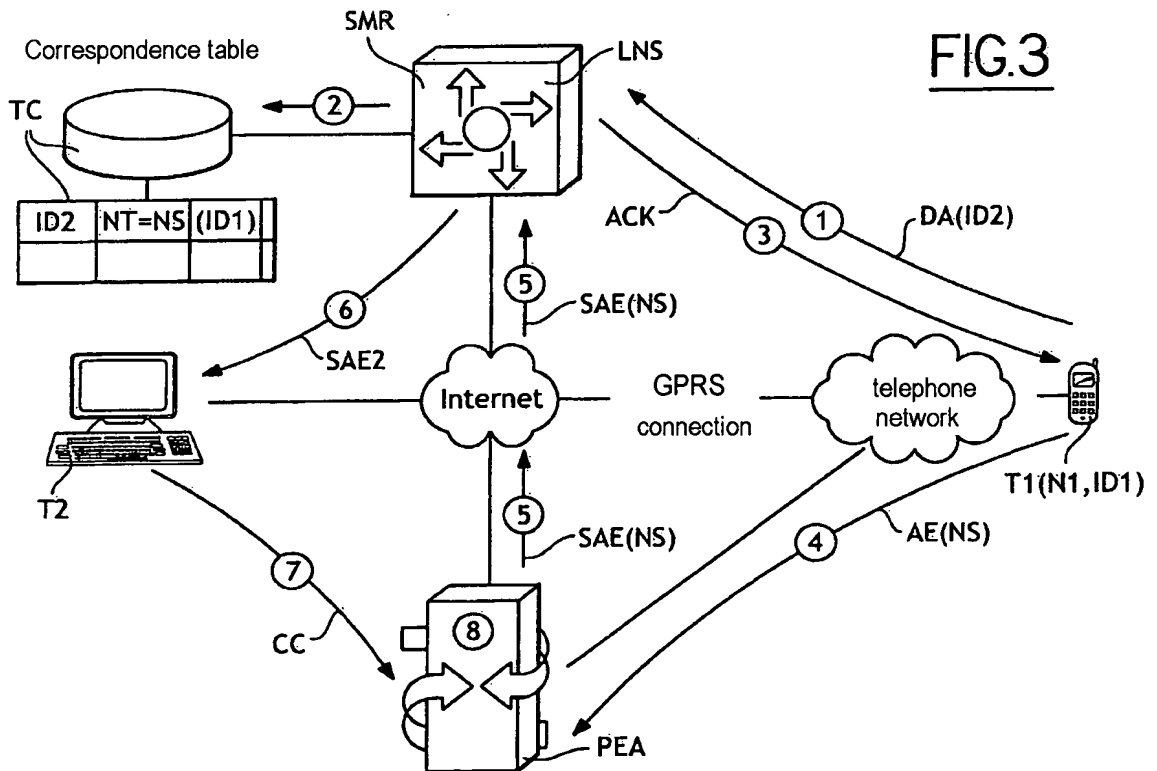 FIG.3
SMR
LNS
Correspondence table
TC
2
ID2 NT=NS (ID1)
ACK
3
1
DA(ID2)
5
SAE(NS)
6
SAE2
Internet
GPRS
connection
telephone
network
T1(N1,ID1)
T2
5
SAE(NS)
4
AE(NS)
7
CC
8
PEA